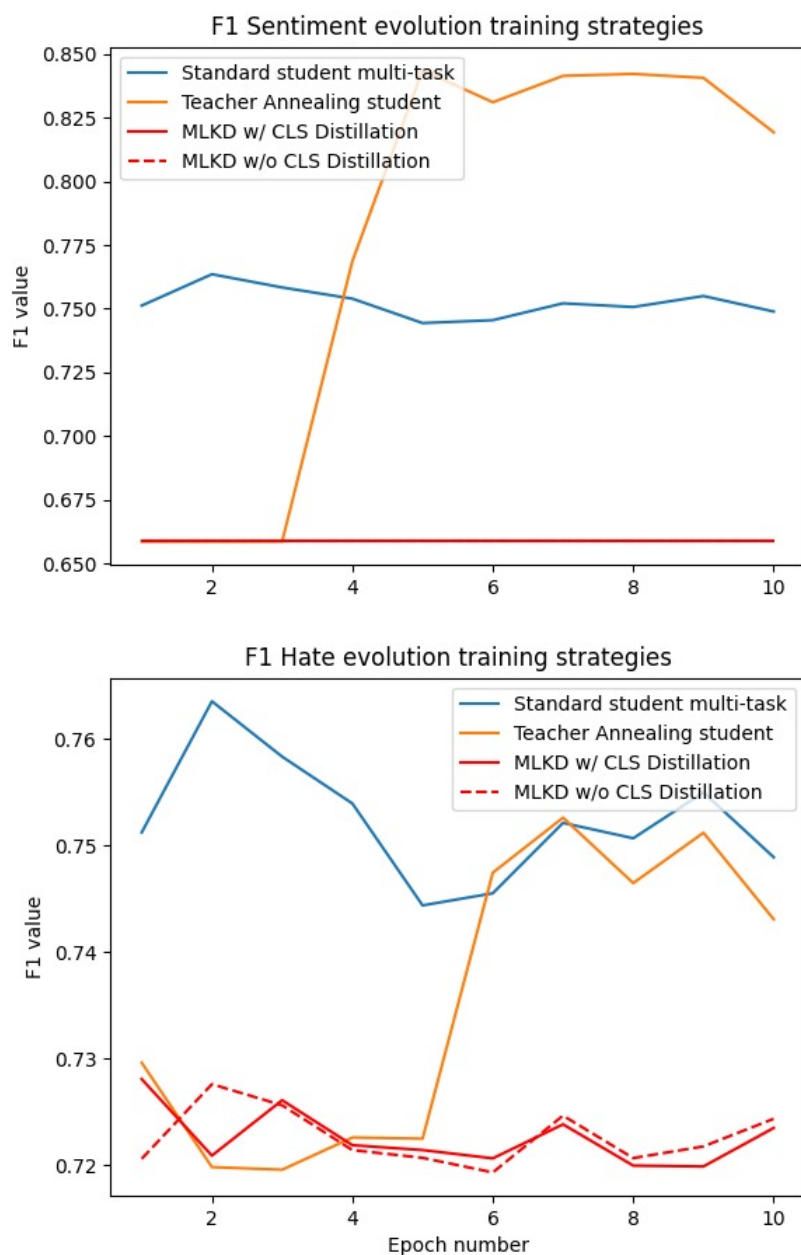 F1 Sentiment evolution training strategies
Standard student multi-task
Teacher Annealing student
MLKD w/ CLS Distillation
MLKD w/o CLS Distillation
F1 value
0.850
0.825
0.800
0.775
0.750
0.725
0.700
0.675
0.650
2 4 6 8 10
F1 Hate evolution training strategies
Standard student multi-task
Teacher Annealing student
MLKD w/ CLS Distillation
MLKD w/o CLS Distillation
F1 value
0.76
0.75
0.74
0.73
0.72
2 4 6 8 10
Epoch number